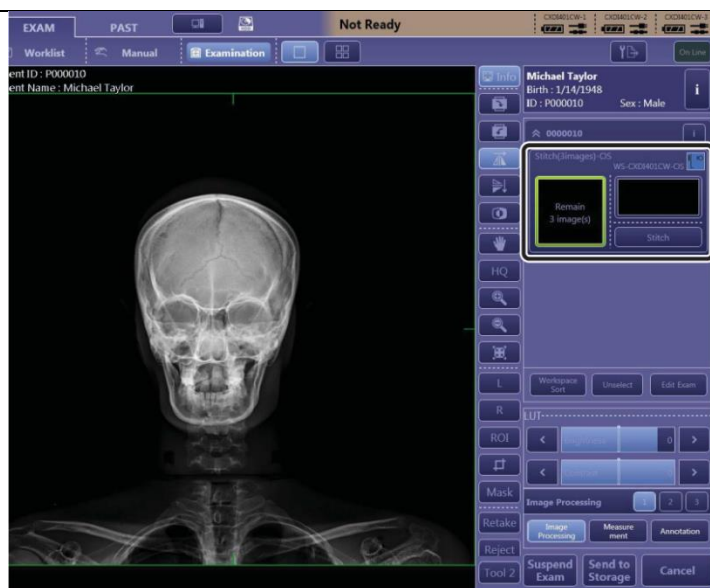 EXAM
PAST
Not Ready
CXDI401CW-1
CXDI401CW-2
CXDI401CW-3
Worklist
Manual
Examination
On Line
ent ID : P000010
ent Name : Michael Taylor
Info
Michael Taylor
Birth : 1/14/1948
ID : P000010
Sex : Male
i
0000010
i
Stitch(3images)-OS
WS-CXDI401CW-OS
Remain
3 image(s)
Stitch
HQ
L
R
ROI
Mask
Retake
Reject
Tool 2
Workspace
Sort
Unselect
Edit Exam
LUT
0
Image Processing
1
2
3
Image
Processing
Measure
ment
Annotation
Suspend
Exam
Send to
Storage
Cancel